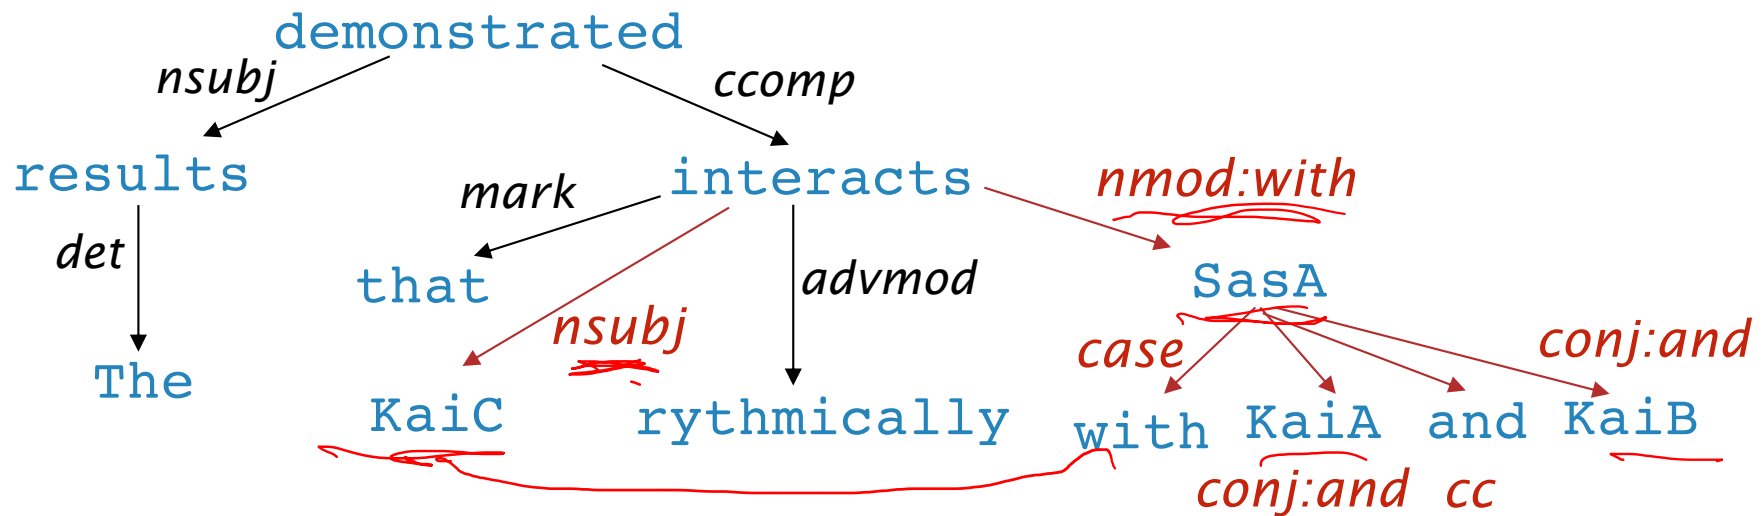 demonstrated
nsubj ccomp
results interacts nmod:with
mark
det that advmod SasA
nsubj case conj:and
The KaiC rythmically with KaiA and KaiB
conj:and cc